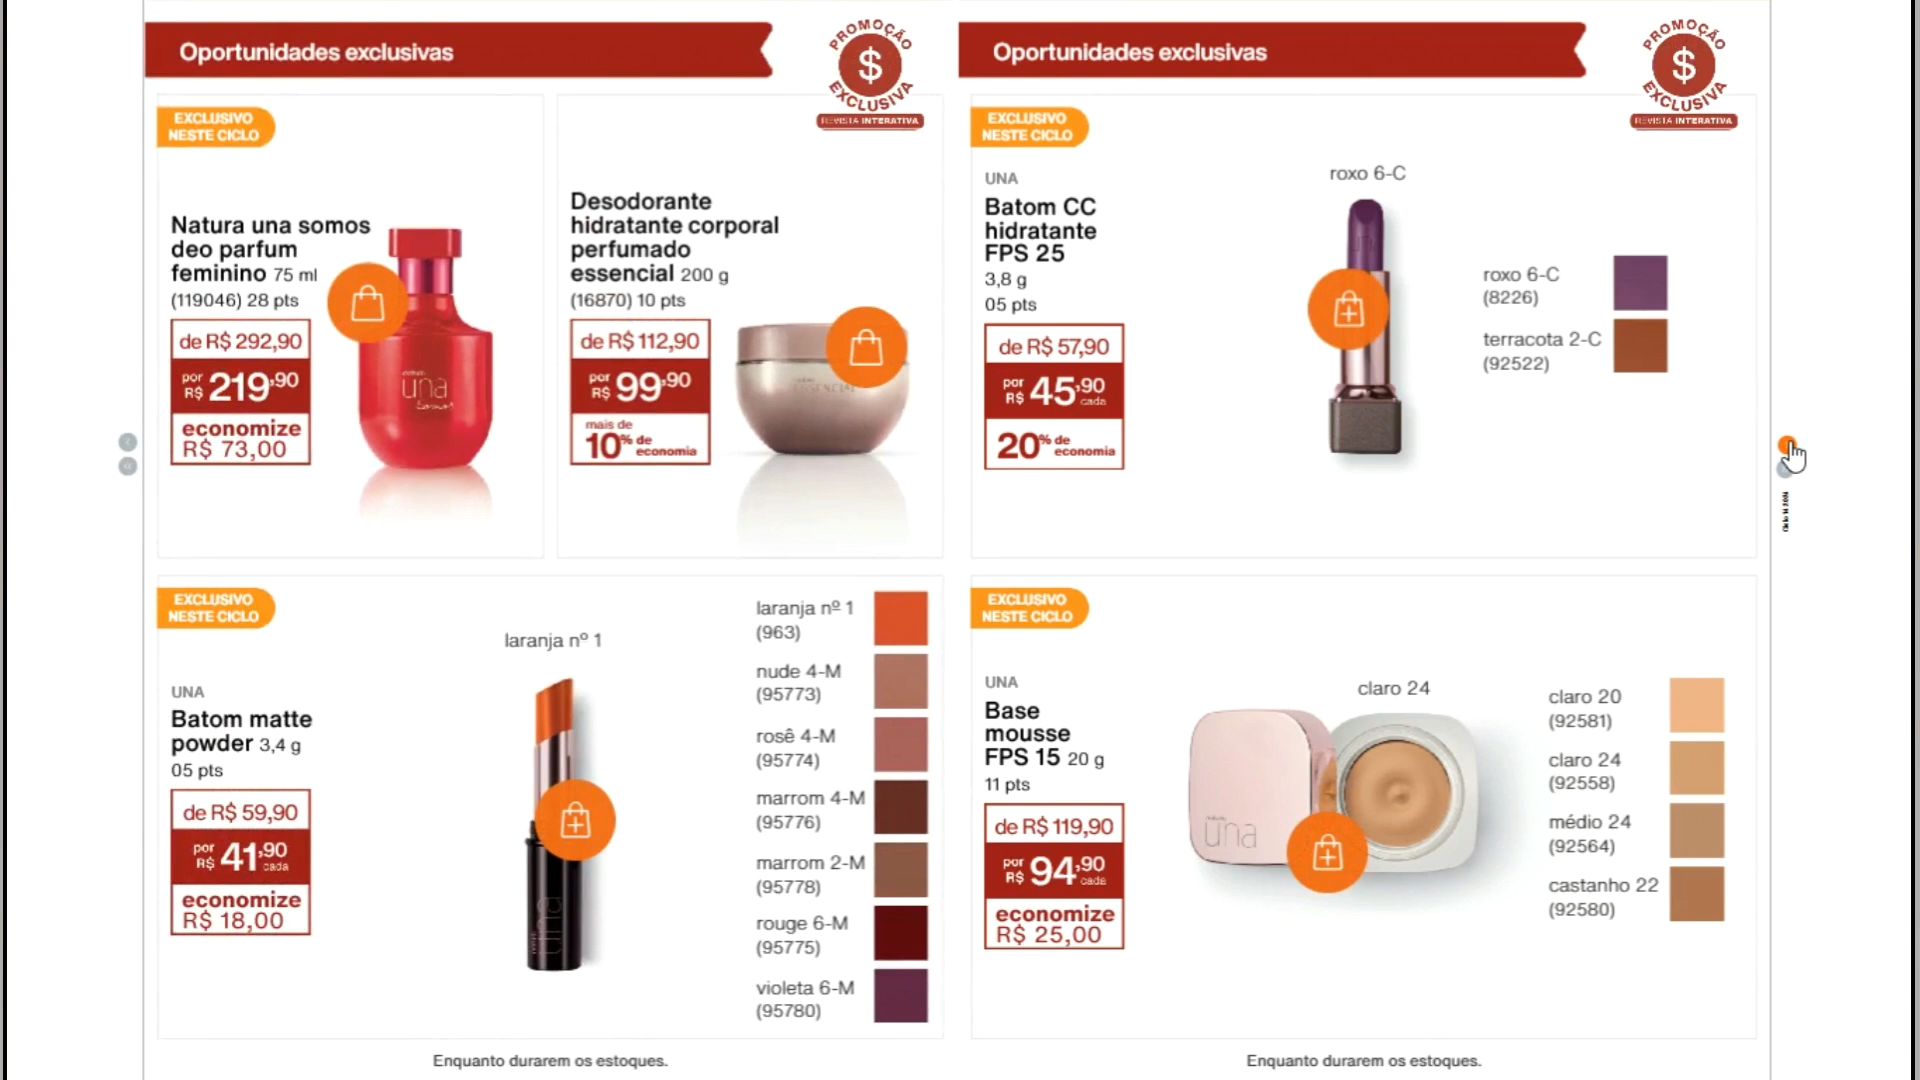 Oportunidades exclusivas
PROMOÇÃO
$
EXCLUSIVA
REVISTA INTERATIVA
EXCLUSIVO
NESTE CICLO
Natura una somos
deo parfum
feminino 75 ml
(119046) 28 pts
de R$ 292,90
por
R$ 219,90
economize
R$ 73,00
una
Desodorante
hidratante corporal
perfumado
essencial 200 g
(16870) 10 pts
de R$ 112,90
por
R$ 99,90
mais de
10% de
economia
ESSENCIAL
EXCLUSIVO
NESTE CICLO
UNA
Batom matte
powder 3,4 g
05 pts
de R$ 59,90
por
R$ 41,90
cada
economize
R$ 18,00
laranja nº 1
una
laranja nº 1
(963)
nude 4-M
(95773)
rosê 4-M
(95774)
marrom 4-M
(95776)
marrom 2-M
(95778)
rouge 6-M
(95775)
violeta 6-M
(95780)
Enquanto durarem os estoques.
Oportunidades exclusivas
PROMOÇÃO
$
EXCLUSIVA
REVISTA INTERATIVA
EXCLUSIVO
NESTE CICLO
UNA
Batom CC
hidratante
FPS 25
3,8 g
05 pts
de R$ 57,90
por
R$ 45,90
cada
20% de
economia
roxo 6-C
roxo 6-C
(8226)
terracota 2-C
(92522)
EXCLUSIVO
NESTE CICLO
UNA
Base
mousse
FPS 15 20 g
11 pts
de R$ 119,90
por
R$ 94,90
cada
economize
R$ 25,00
claro 24
una
claro 20
(92581)
claro 24
(92558)
médio 24
(92564)
castanho 22
(92580)
Enquanto durarem os estoques.